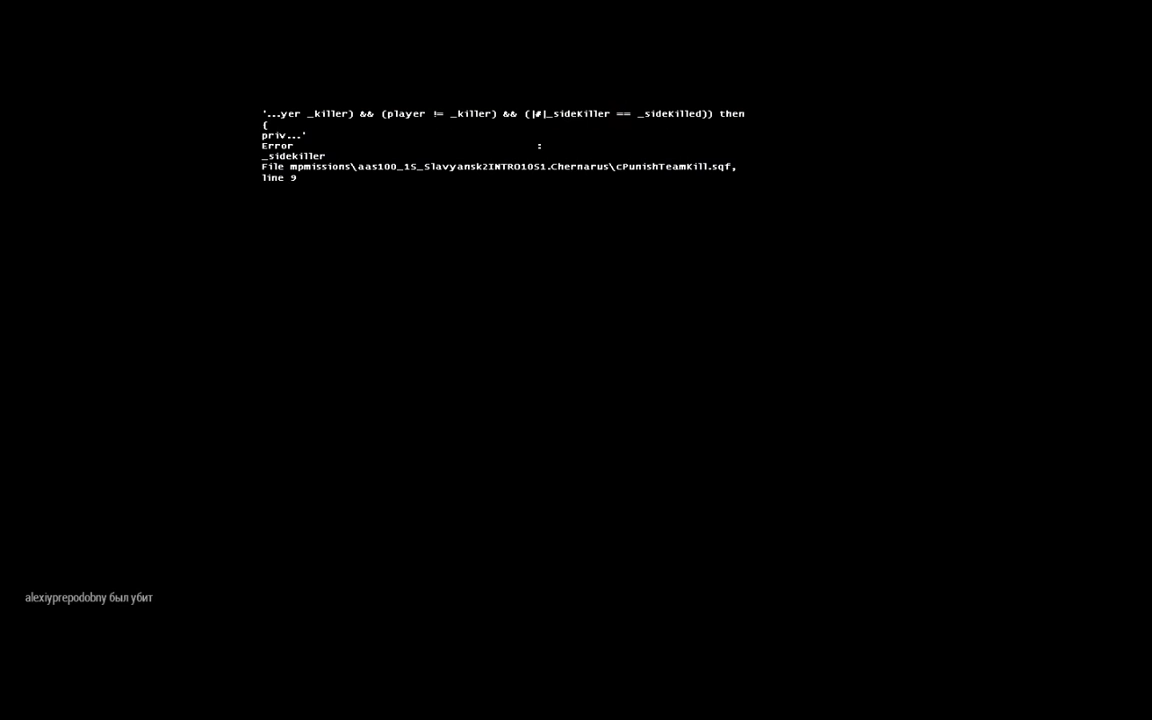 '...yer _killer) && (player != _killer) && (|#|_sideKiller == _sideKilled)) then
{
priv...'
Error :
_sidekiller
File mpmissions\aas100_1S_Slavyansk2INTRO10S1.Chernarus\cPunishTeamKill.sqf,
line 9
alexiyprepodobny был убит